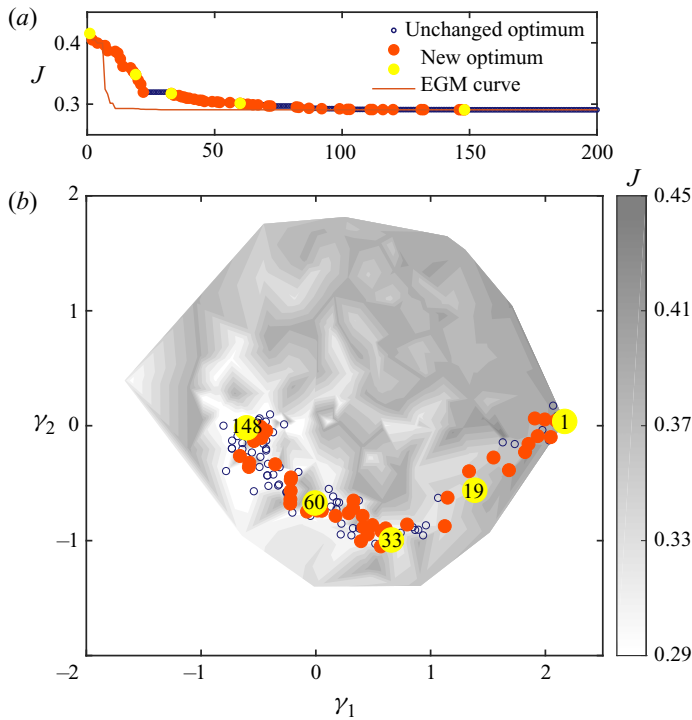 (a)
0.4
J
0.3
Unchanged optimum
New optimum
EGM curve
0 50 100 150 200
(b)
2
1
γ2
0
–1
–2
–2 –1 0 1 2
γ1
148
60
33
19
1
J
0.45
0.41
0.37
0.33
0.29